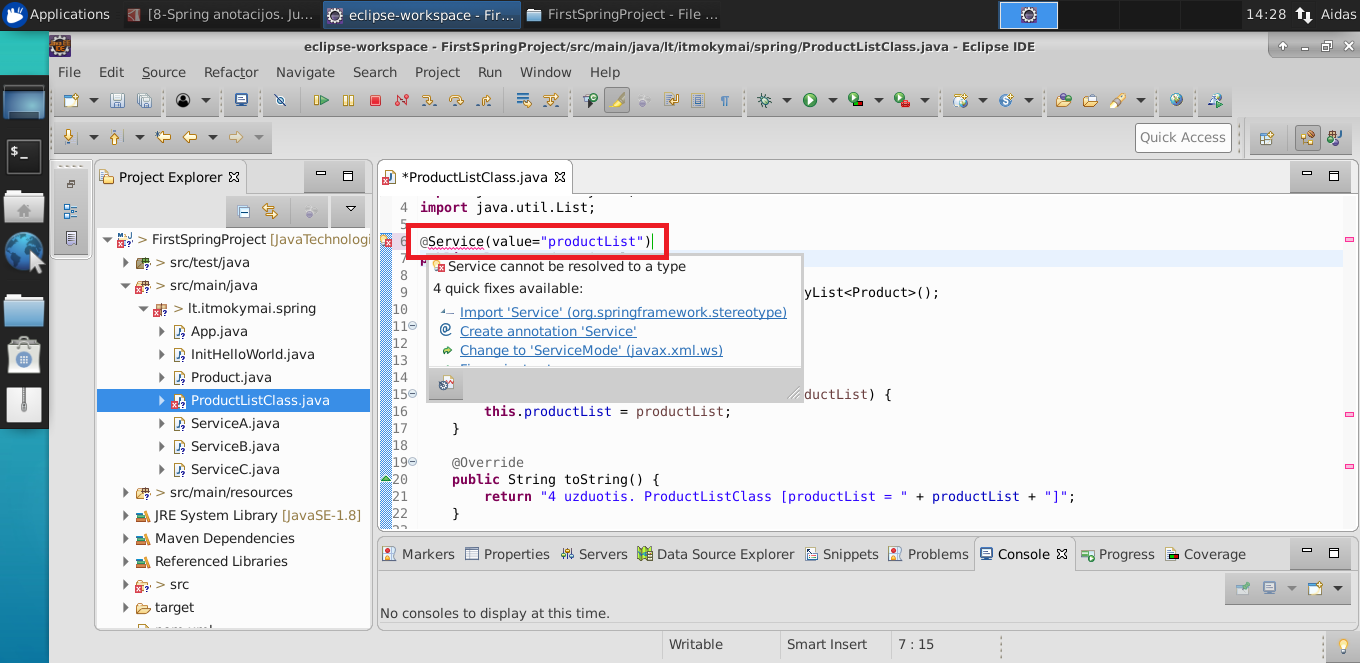 Applications [8-Spring anotacijos. Ju... eclipse-workspace - Fir... FirstSpringProject - File ... 14:28 Aidas
eclipse-workspace - FirstSpringProject/src/main/java/lt/itmokymai/spring/ProductListClass.java - Eclipse IDE
File Edit Source Refactor Navigate Search Project Run Window Help
Quick Access
Project Explorer
> FirstSpringProject [JavaTechnologi
> src/test/java
> src/main/java
> lt.itmokymai.spring
App.java
InitHelloWorld.java
Product.java
ProductListClass.java
ServiceA.java
ServiceB.java
ServiceC.java
> src/main/resources
JRE System Library [JavaSE-1.8]
Maven Dependencies
Referenced Libraries
> src
target
*ProductListClass.java
4 import java.util.List;
5
6 @Service(value="productList")
7
8
9 yList<Product>();
10
11
12
13
14
15 ductList) {
16 this.productList = productList;
17 }
18
19 @Override
20 public String toString() {
21 return "4 uzduotis. ProductListClass [productList = " + productList + "]";
22 }
Service cannot be resolved to a type
4 quick fixes available:
Import 'Service' (org.springframework.stereotype)
Create annotation 'Service'
Change to 'ServiceMode' (javax.xml.ws)
Markers Properties Servers Data Source Explorer Snippets Problems Console Progress Coverage
No consoles to display at this time.
Writable Smart Insert 7 : 15